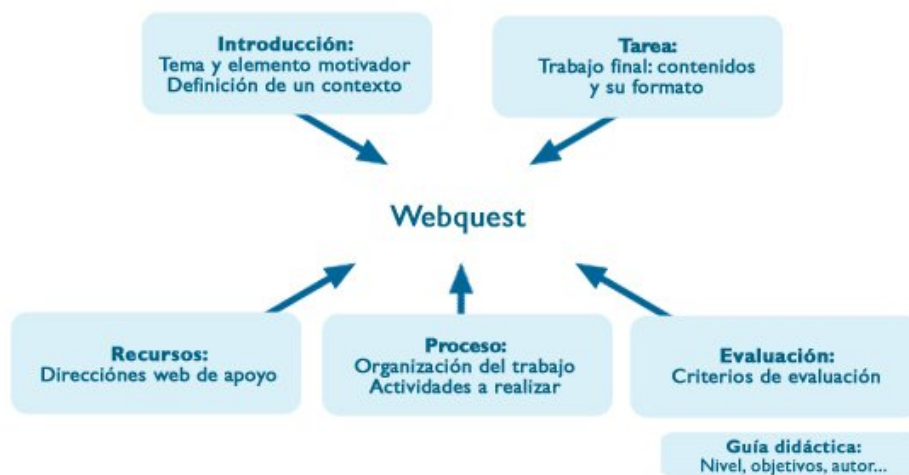 Introducción:
Tema y elemento motivador
Definición de un contexto
Tarea:
Trabajo final: contenidos
y su formato
Webquest
Recursos:
Direcciónes web de apoyo
Proceso:
Organización del trabajo
Actividades a realizar
Evaluación:
Criterios de evaluación
Guía didáctica:
Nivel, objetivos, autor...